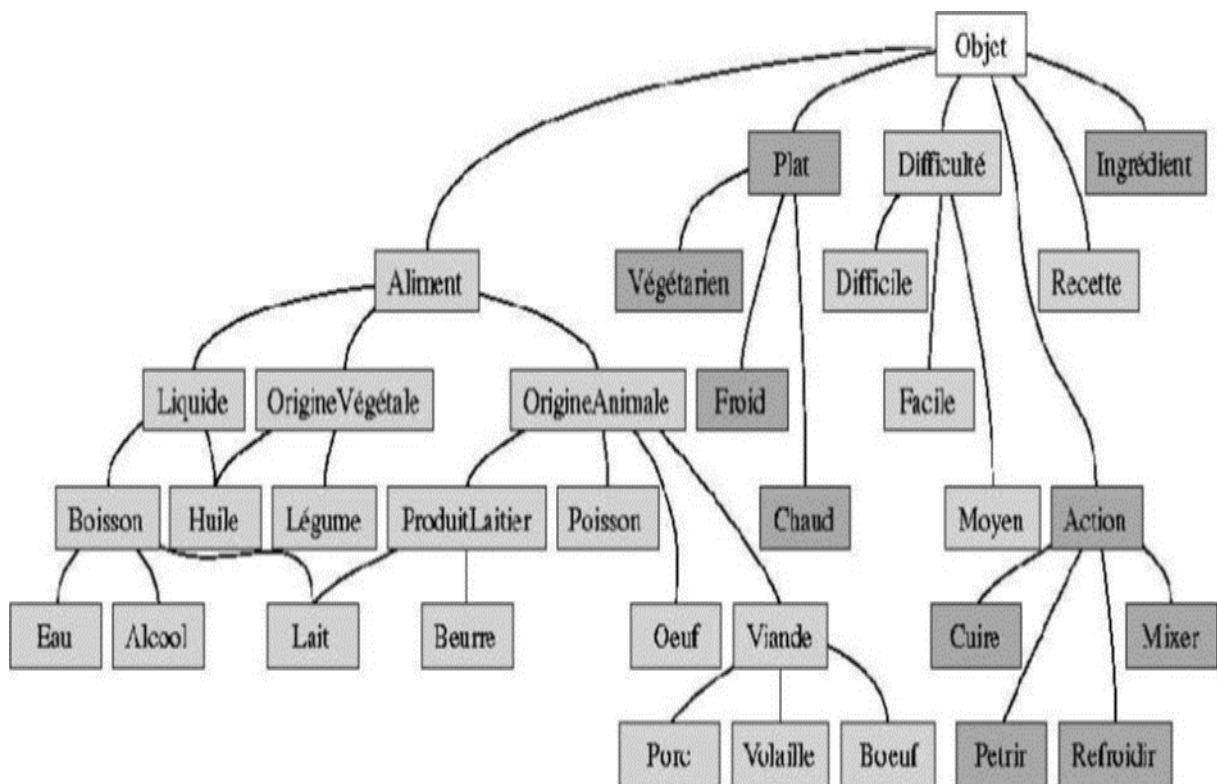 Objet
Plat
Difficulté
Ingrédient
Aliment
Végétarien
Difficile
Recette
Liquide
OrigineVégétale
OrigineAnimale
Froid
Facile
Boisson
Huile
Légume
ProduitLaitier
Poisson
Chaud
Moyen
Action
Eau
Alcool
Lait
Beurre
Oeuf
Viande
Cuire
Mixer
Porc
Volaille
Boeuf
Petrir
Refroidir